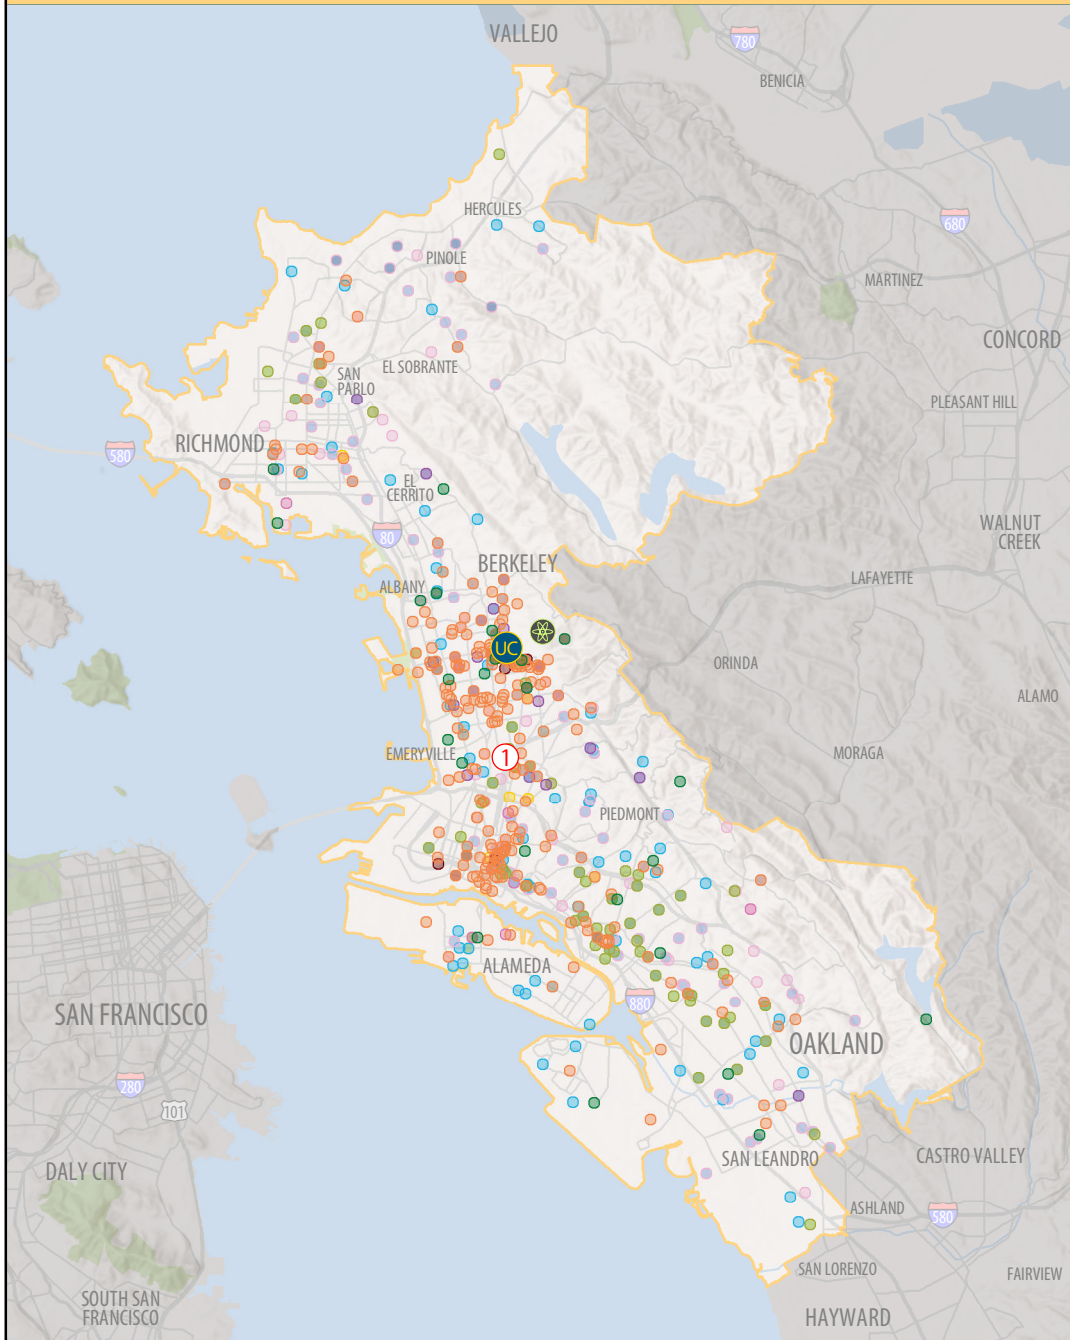 VALLEJO
780
BENICIA
HERCULES
680
PINOLE
MARTINEZ
CONCORD
EL SOBRANTE
SAN
PABLO
PLEASANT HILL
RICHMOND
580
EL
CERRITO
80
WALNUT
CREEK
BERKELEY
ALBANY
LAFAYETTE
UC
ORINDA
ALAMO
EMERYVILLE
1
MORAGA
PIEDMONT
ALAMEDA
880
SAN FRANCISCO
OAKLAND
280
101
DALY CITY
SAN LEANDRO
CASTRO VALLEY
ASHLAND
580
SAN LORENZO
FAIRVIEW
SOUTH SAN
FRANCISCO
HAYWARD